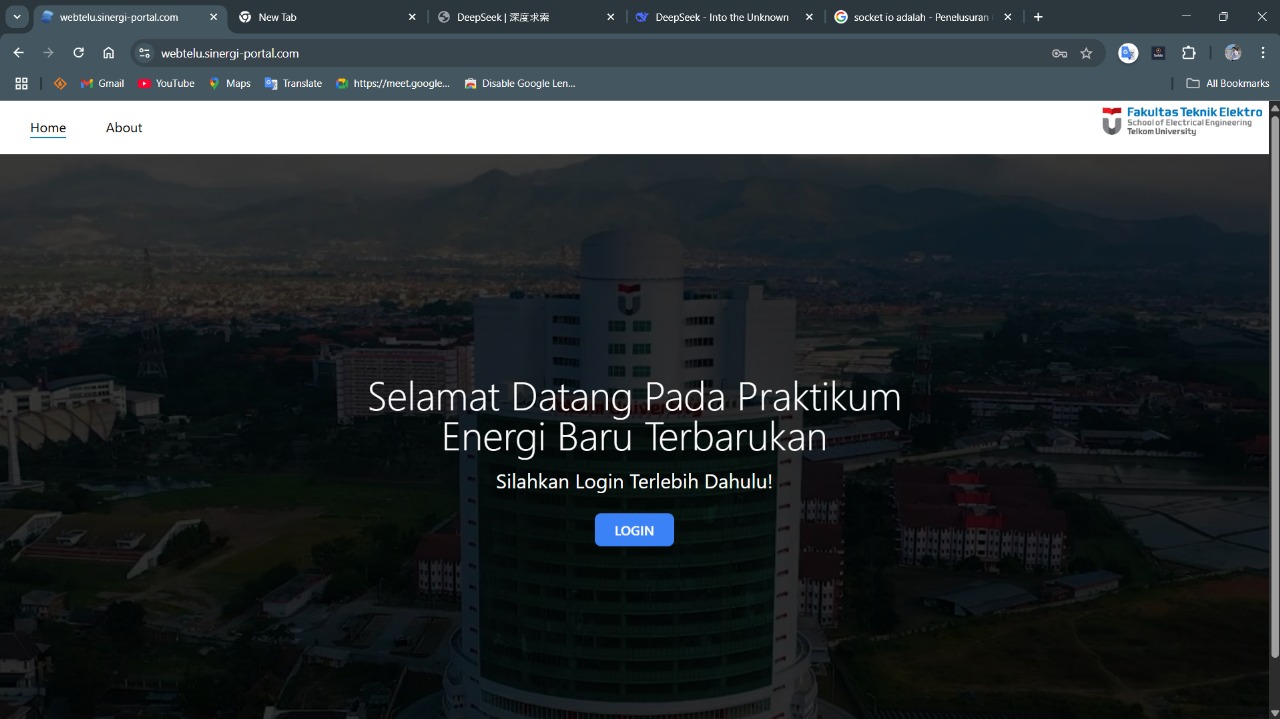 webtelu.sinergi-portal.com
New Tab
DeepSeek | 深度求索
DeepSeek - Into the Unknown
socket io adalah - Penelusuran
webtelu.sinergi-portal.com
Gmail
YouTube
Maps
Translate
https://meet.google...
Disable Google Len...
All Bookmarks
Home
About
Fakultas Teknik Elektro
School of Electrical Engineering
Telkom University
Selamat Datang Pada Praktikum
Energi Baru Terbarukan
Silahkan Login Terlebih Dahulu!
LOGIN